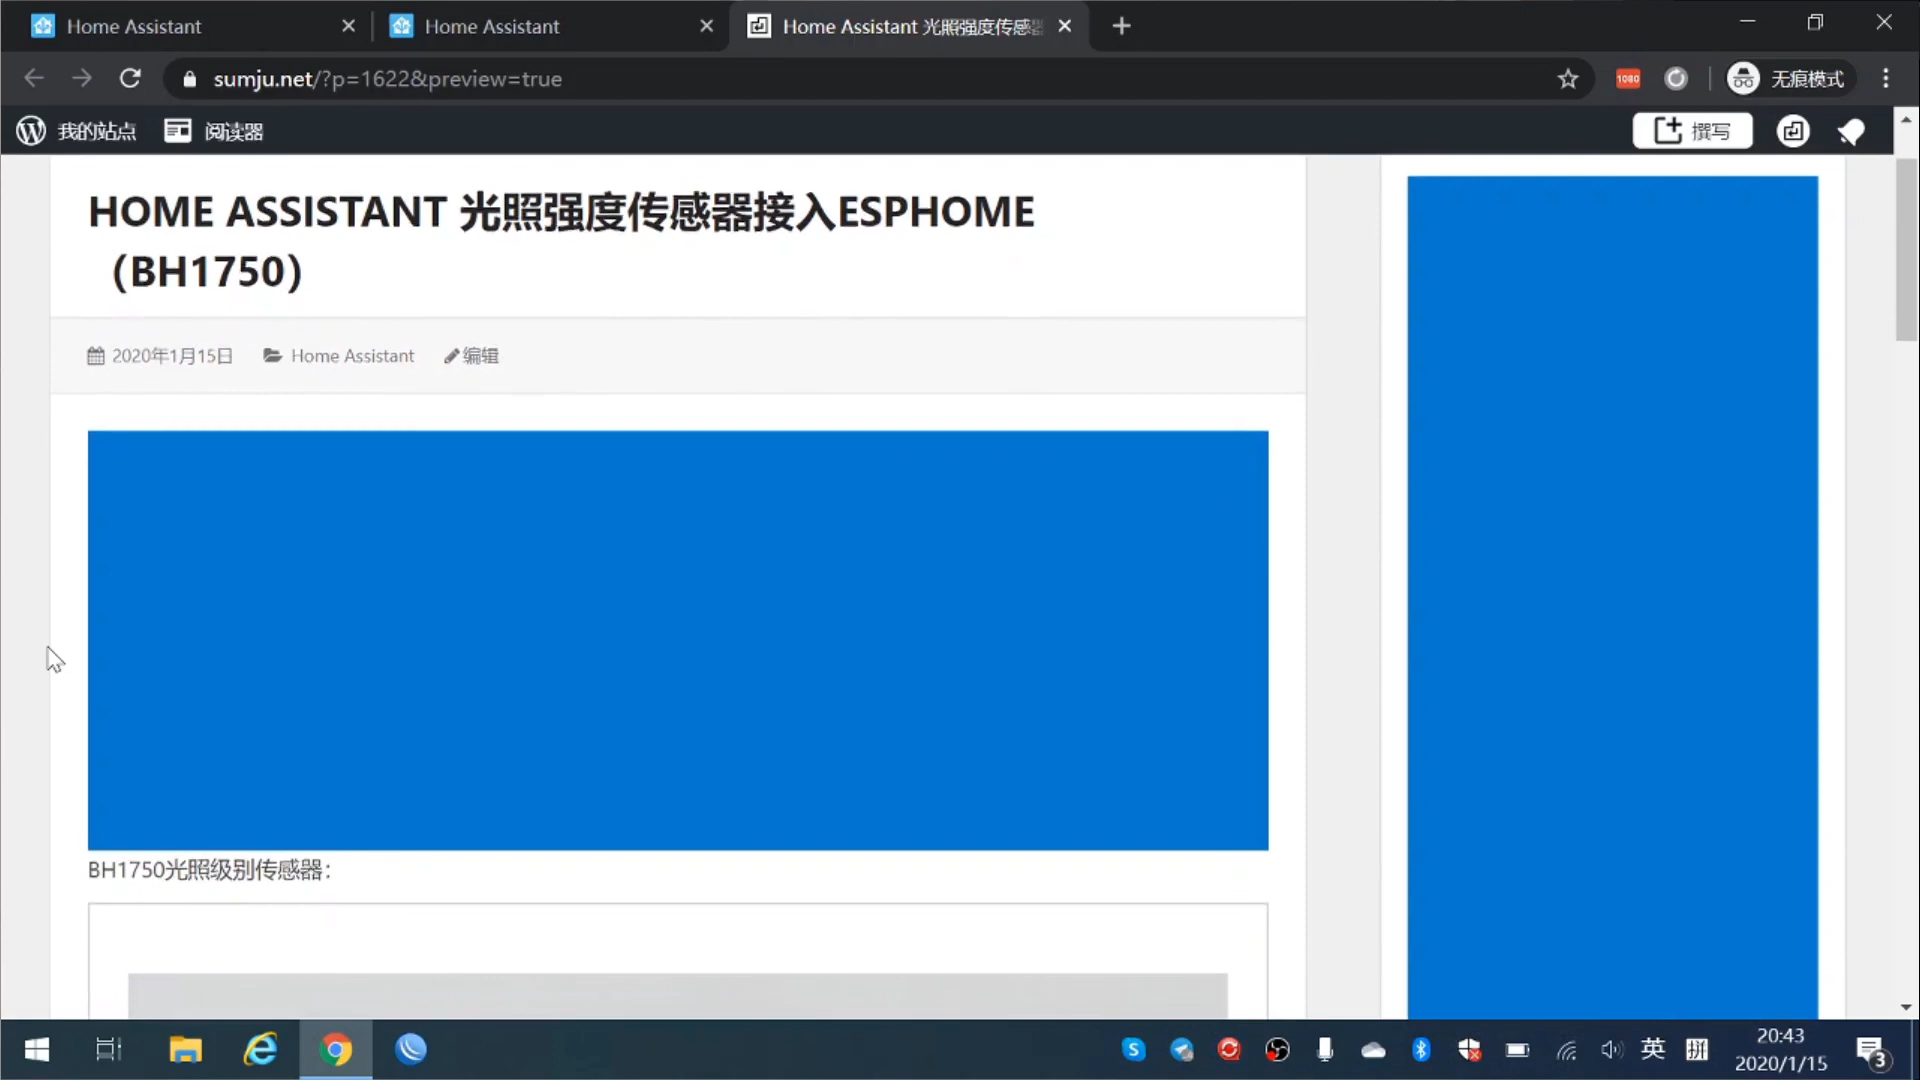 Home Assistant
Home Assistant
Home Assistant 光照强度传感器
sumju.net/?p=1622&preview=true
1080
无痕模式
我的站点
阅读器
撰写
HOME ASSISTANT 光照强度传感器接入ESPHOME
（BH1750）
2020年1月15日
Home Assistant
编辑
BH1750光照级别传感器：
英
拼
20:43
2020/1/15
3